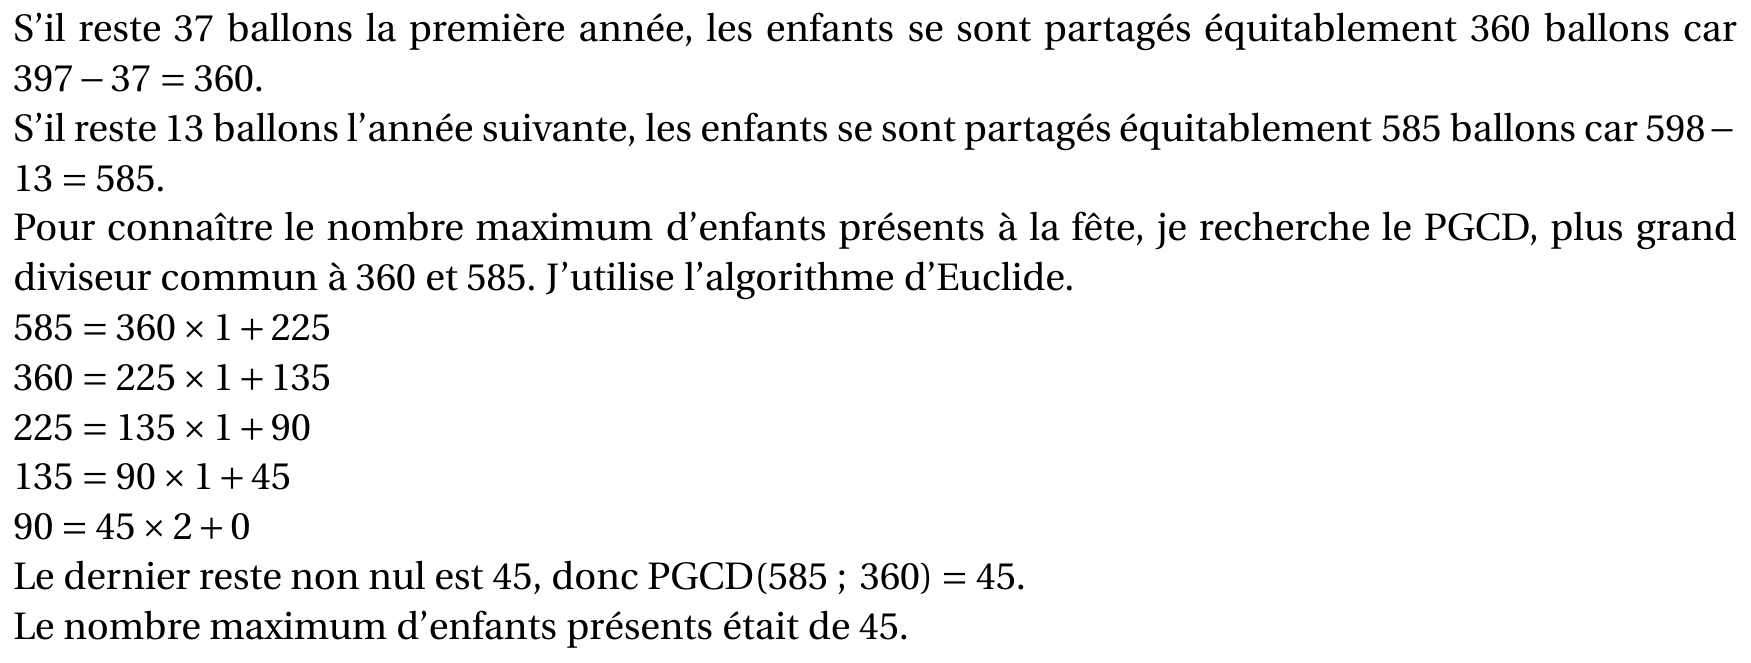 S’il reste 37 ballons la première année, les enfants se sont partagés équitablement 360 ballons car
397 − 37 = 360.
S’il reste 13 ballons l’année suivante, les enfants se sont partagés équitablement 585 ballons car 598 −
13 = 585.
Pour connaître le nombre maximum d’enfants présents à la fête, je recherche le PGCD, plus grand
diviseur commun à 360 et 585. J’utilise l’algorithme d’Euclide.
585 = 360 × 1 + 225
360 = 225 × 1 + 135
225 = 135 × 1 + 90
135 = 90 × 1 + 45
90 = 45 × 2 + 0
Le dernier reste non nul est 45, donc PGCD(585 ; 360) = 45.
Le nombre maximum d’enfants présents était de 45.